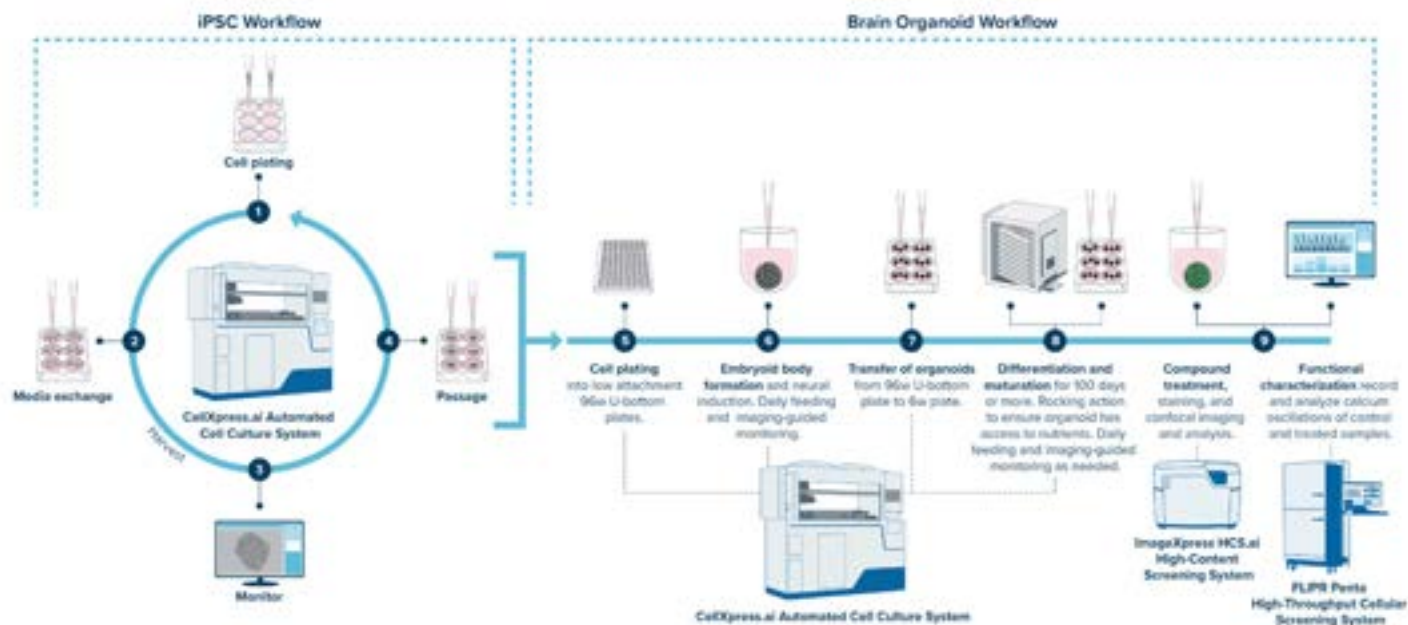 iPSC Workflow
Brain Organoid Workflow
Cell plating
1
2
Media exchange
4
Passage
CellXpress.ai Automated
Cell Culture System
Harvest
3
Monitor
5
Cell plating
into low attachment
96w U-bottom
plates.
6
Embryoid body
formation and neural
induction. Daily feeding
and imaging-guided
monitoring.
7
Transfer of organoids
from 96w U-bottom
plate to 6w plate.
8
Differentiation and
maturation for 100 days
or more. Rocking action
to ensure organoid has
access to nutrients. Daily
feeding and imaging-guided
monitoring as needed.
9
Compound
treatment,
staining, and
confocal imaging
and analysis.
Functional
characterization record
and analyze calcium
oscillations of control
and treated samples.
CellXpress.ai Automated Cell Culture System
ImageXpress HCS.ai
High-Content
Screening System
FLIPR Penta
High-Throughput Cellular
Screening System